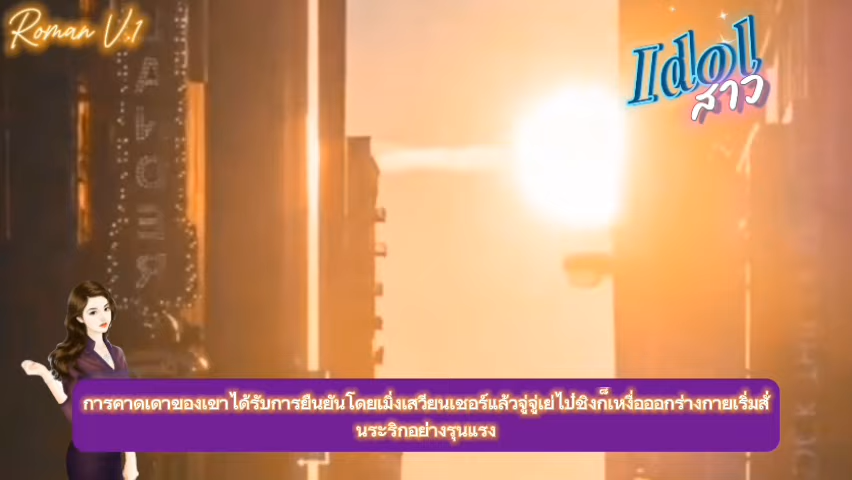 Roman V.1
Idol
สาว
การคาดเดาของเขาได้รับการยืนยันโดยเมิ่งเสวียนเซอร์แล้วจู่จู่เย่ไป๋ชิงก็เหงื่อออกร่างกายเริ่มสั่
นระริกอย่างรุนแรง